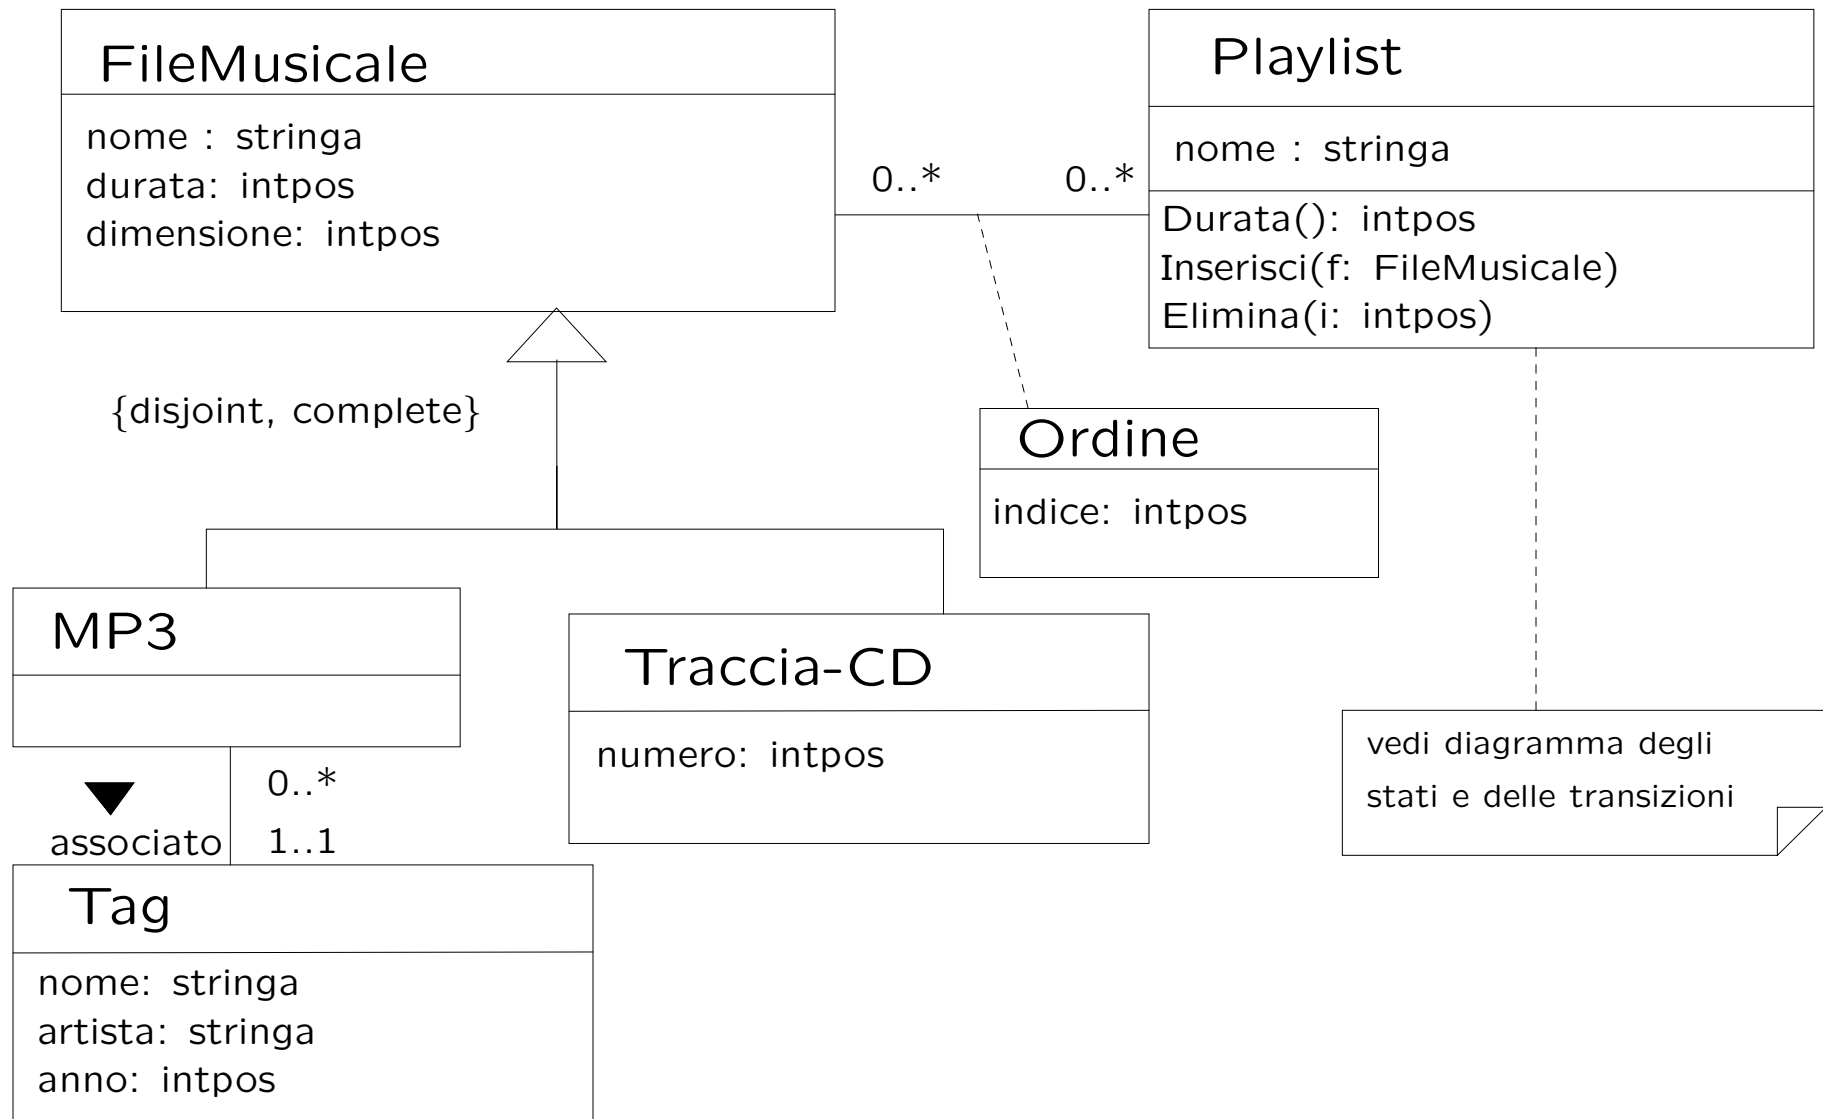 FileMusicale
nome : stringa
durata: intpos
dimensione: intpos
0..*
0..*
Playlist
nome : stringa
Durata(): intpos
Inserisci(f: FileMusicale)
Elimina(i: intpos)
{disjoint, complete}
Ordine
indice: intpos
MP3
Traccia-CD
numero: intpos
vedi diagramma degli
stati e delle transizioni
0..*
associato
1..1
Tag
nome: stringa
artista: stringa
anno: intpos